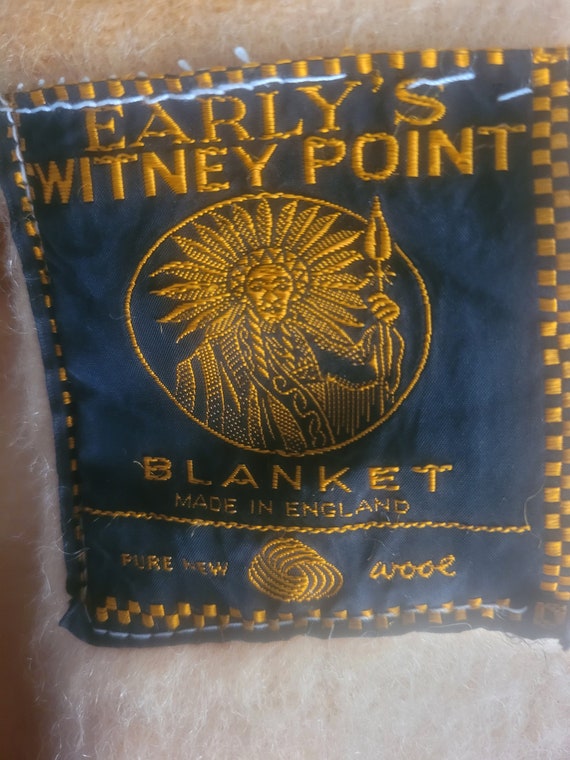 EARLY'S
WITNEY POINT
BLANKET
MADE IN ENGLAND
PURE NEW wool